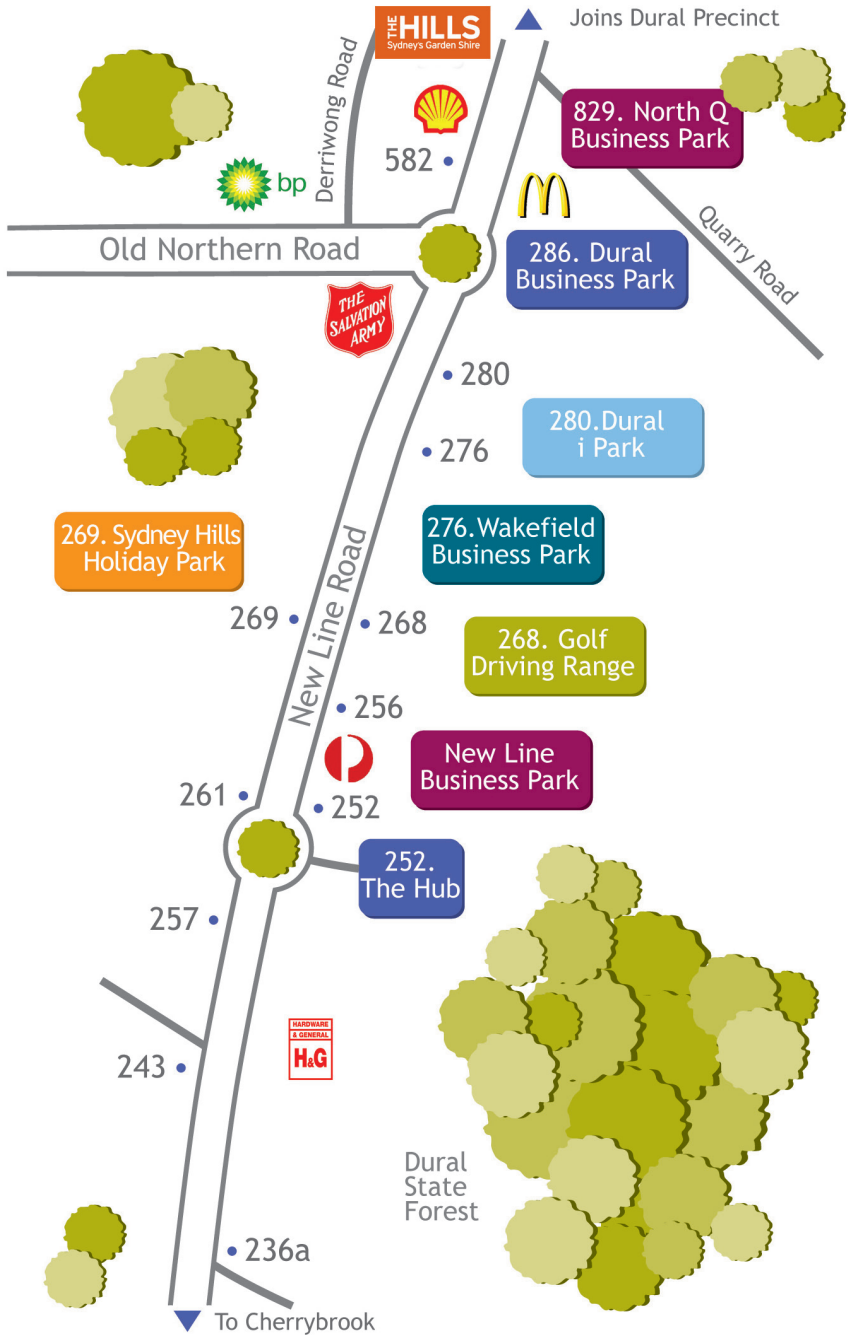 THE HILLS
Sydney's Garden Shire
Joins Dural Precinct
Derriwong Road
829. North Q
Business Park
582
bp
Quarry Road
Old Northern Road
286. Dural
Business Park
THE
SALVATION
ARMY
280
280.Dural
i Park
276
269. Sydney Hills
Holiday Park
276.Wakefield
Business Park
New Line Road
269
268
268. Golf
Driving Range
256
New Line
Business Park
261
252
252.
The Hub
257
HARDWARE
& GENERAL
H&G
243
Dural
State
Forest
236a
To Cherrybrook